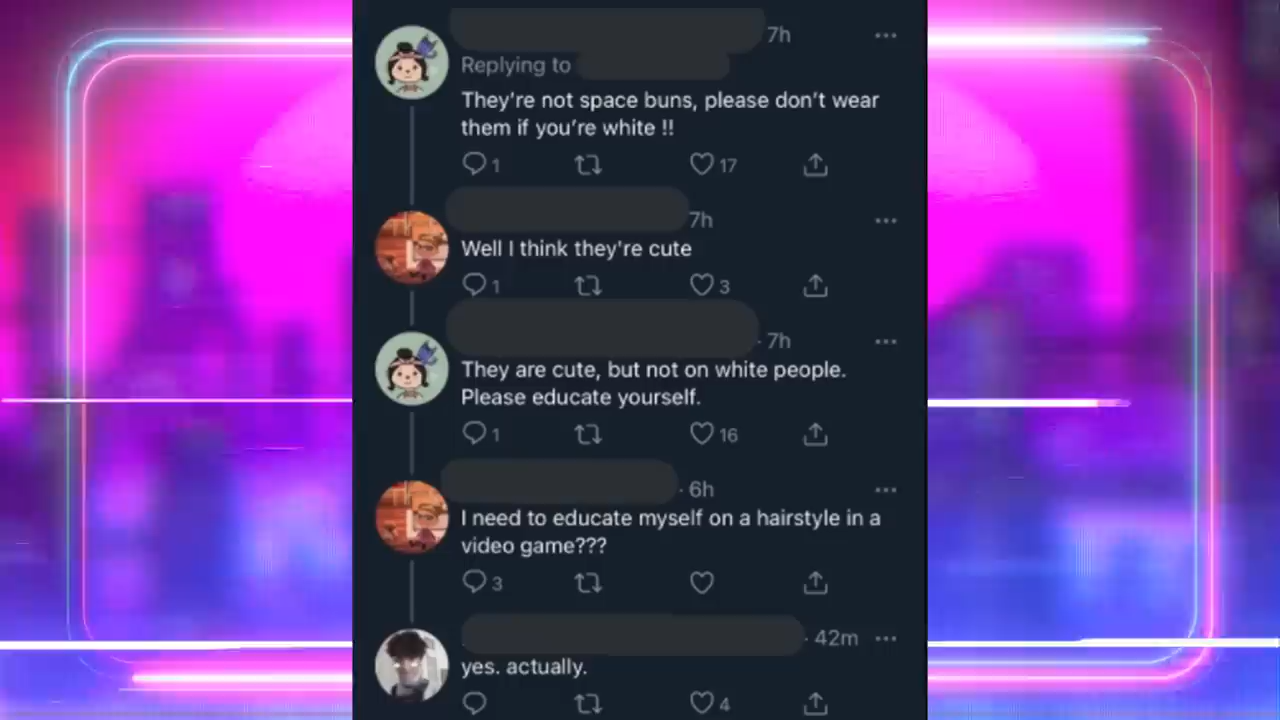 7h
Replying to
They're not space buns, please don't wear
them if you're white !!
1 17
7h
Well I think they're cute
1 3
· 7h
They are cute, but not on white people.
Please educate yourself.
1 16
· 6h
I need to educate myself on a hairstyle in a
video game???
3
· 42m
yes. actually.
4